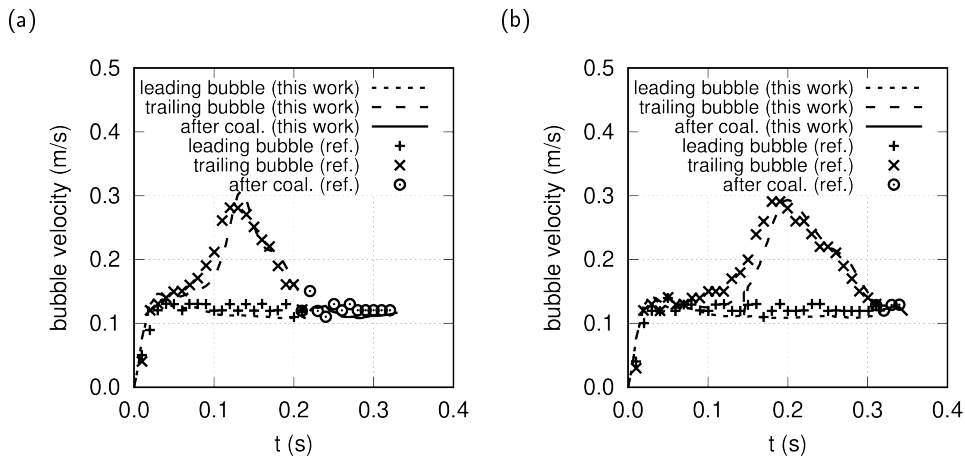 (a)
0.5
0.4
0.3
0.2
0.1
0.0
bubble velocity (m/s)
leading bubble (this work)
trailing bubble (this work)
after coal. (this work)
leading bubble (ref.)
trailing bubble (ref.)
after coal. (ref.)
0.0 0.1 0.2 0.3 0.4
t (s)
(b)
0.5
0.4
0.3
0.2
0.1
0.0
bubble velocity (m/s)
leading bubble (this work)
trailing bubble (this work)
after coal. (this work)
leading bubble (ref.)
trailing bubble (ref.)
after coal. (ref.)
0.0 0.1 0.2 0.3 0.4
t (s)